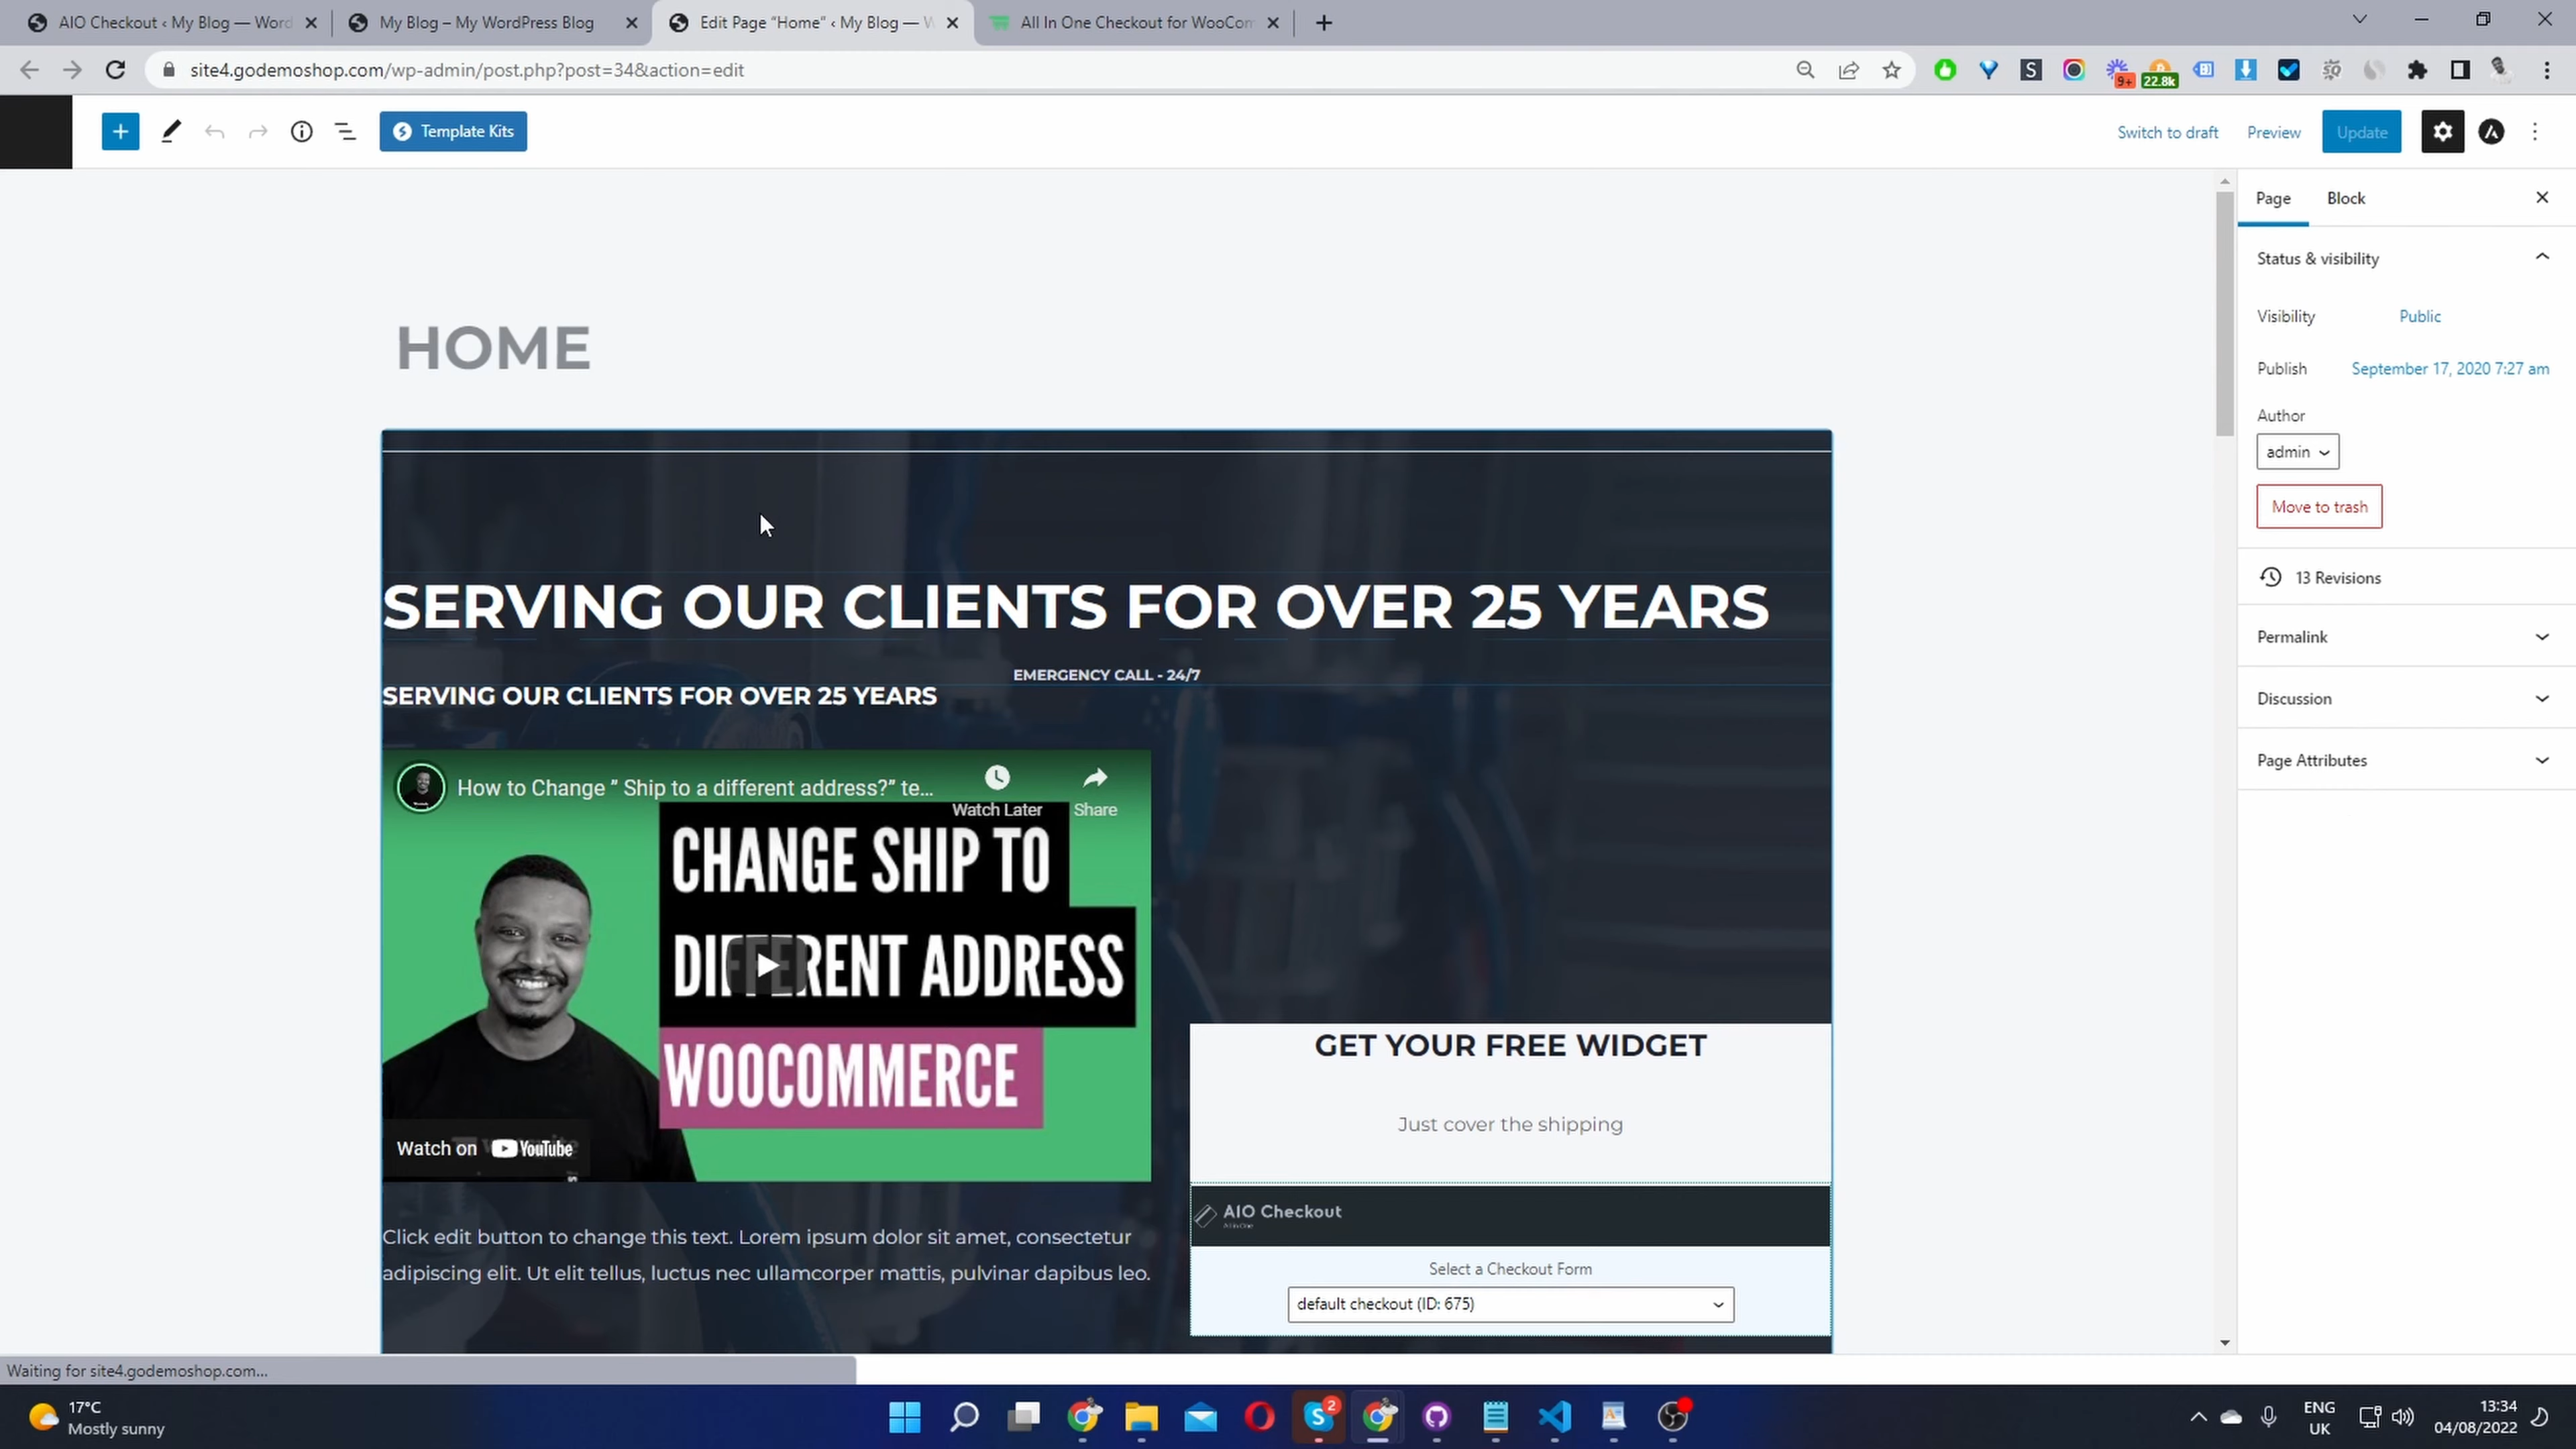 AIO Checkout ‹ My Blog — Word
My Blog – My WordPress Blog
Edit Page “Home” ‹ My Blog — W
All In One Checkout for WooCom
site4.godemoshop.com/wp-admin/post.php?post=34&action=edit
9+
22.8k
Template Kits
Switch to draft
Preview
Update
Page
Block
Status & visibility
Visibility
Public
Publish
September 17, 2020 7:27 am
Author
admin
Move to trash
13 Revisions
Permalink
Discussion
Page Attributes
HOME
SERVING OUR CLIENTS FOR OVER 25 YEARS
EMERGENCY CALL - 24/7
SERVING OUR CLIENTS FOR OVER 25 YEARS
How to Change ” Ship to a different address?” te...
Watch Later
Share
CHANGE SHIP TO
DIFFERENT ADDRESS
WOOCOMMERCE
Watch on YouTube
Click edit button to change this text. Lorem ipsum dolor sit amet, consectetur
adipiscing elit. Ut elit tellus, luctus nec ullamcorper mattis, pulvinar dapibus leo.
GET YOUR FREE WIDGET
Just cover the shipping
AIO Checkout
Select a Checkout Form
default checkout (ID: 675)
Waiting for site4.godemoshop.com...
17°C
Mostly sunny
2
ENG
UK
13:34
04/08/2022